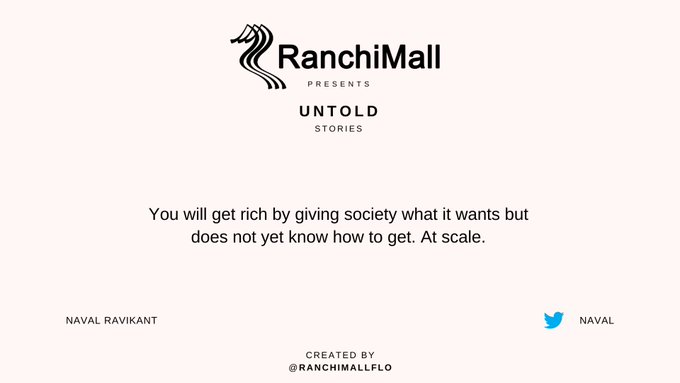 RanchiMall
PRESENTS
UNTOLD
STORIES
You will get rich by giving society what it wants but
does not yet know how to get. At scale.
NAVAL RAVIKANT
NAVAL
CREATED BY
@RANCHIMALLFLO